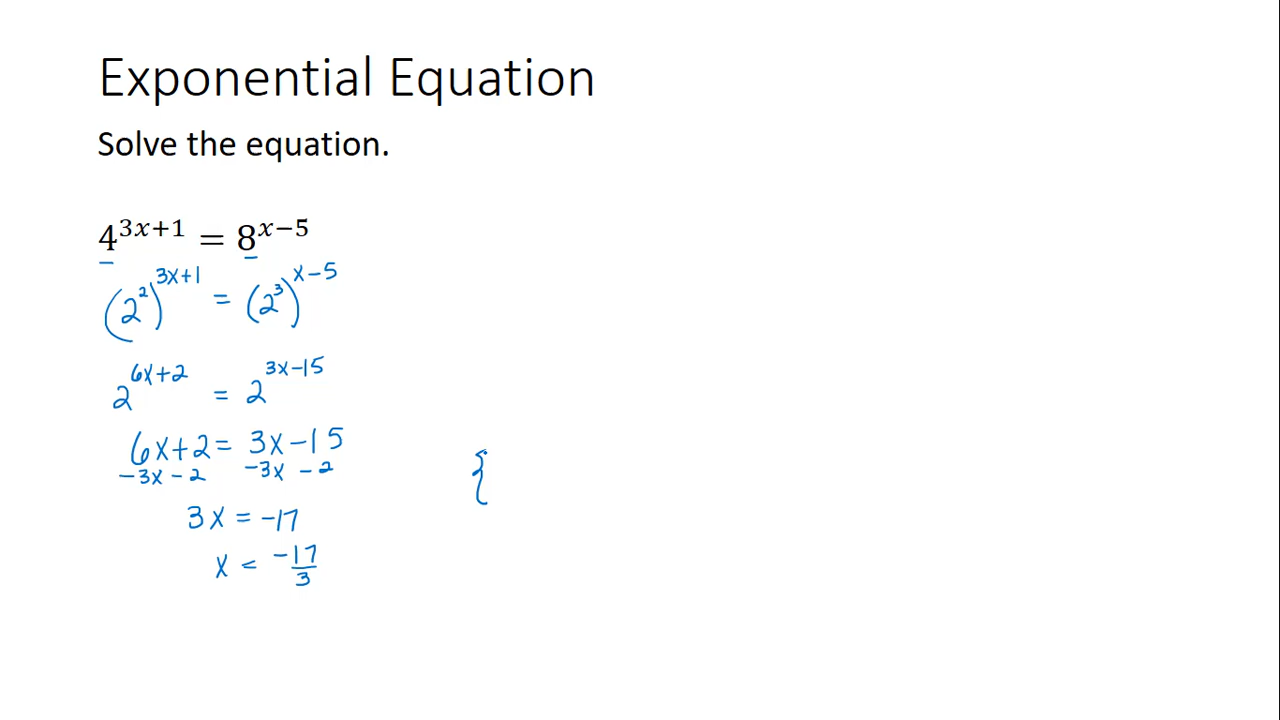 Exponential Equation
Solve the equation.
4^{3x+1} = 8^{x−5}
(2^2)^{3x+1} = (2^3)^{x−5}
2^{6x+2} = 2^{3x−15}
6x+2 = 3x−15
−3x −2 −3x −2
3x = −17
x = \frac{−17}{3}
{